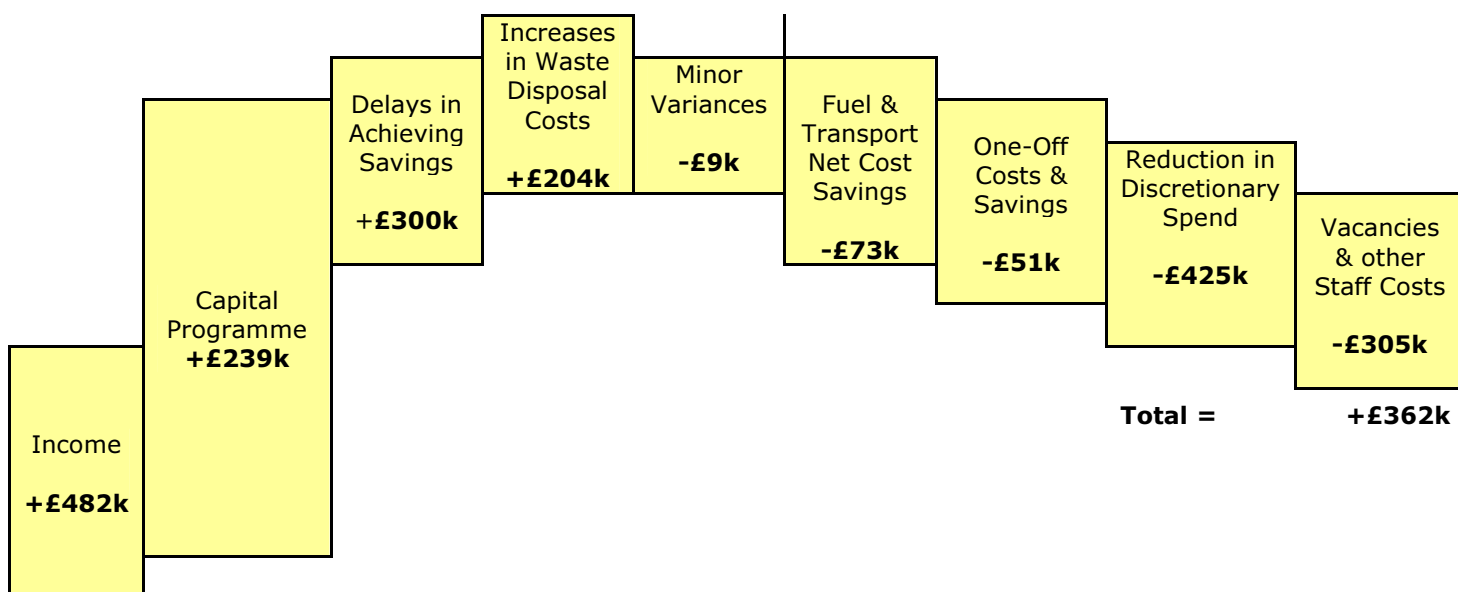 Income
+£482k
Capital
Programme
+£239k
Delays in
Achieving
Savings
+£300k
Increases
in Waste
Disposal
Costs
+£204k
Minor
Variances
-£9k
Fuel &
Transport
Net Cost
Savings
-£73k
One-Off
Costs &
Savings
-£51k
Reduction in
Discretionary
Spend
-£425k
Vacancies
& other
Staff Costs
-£305k
Total = +£362k